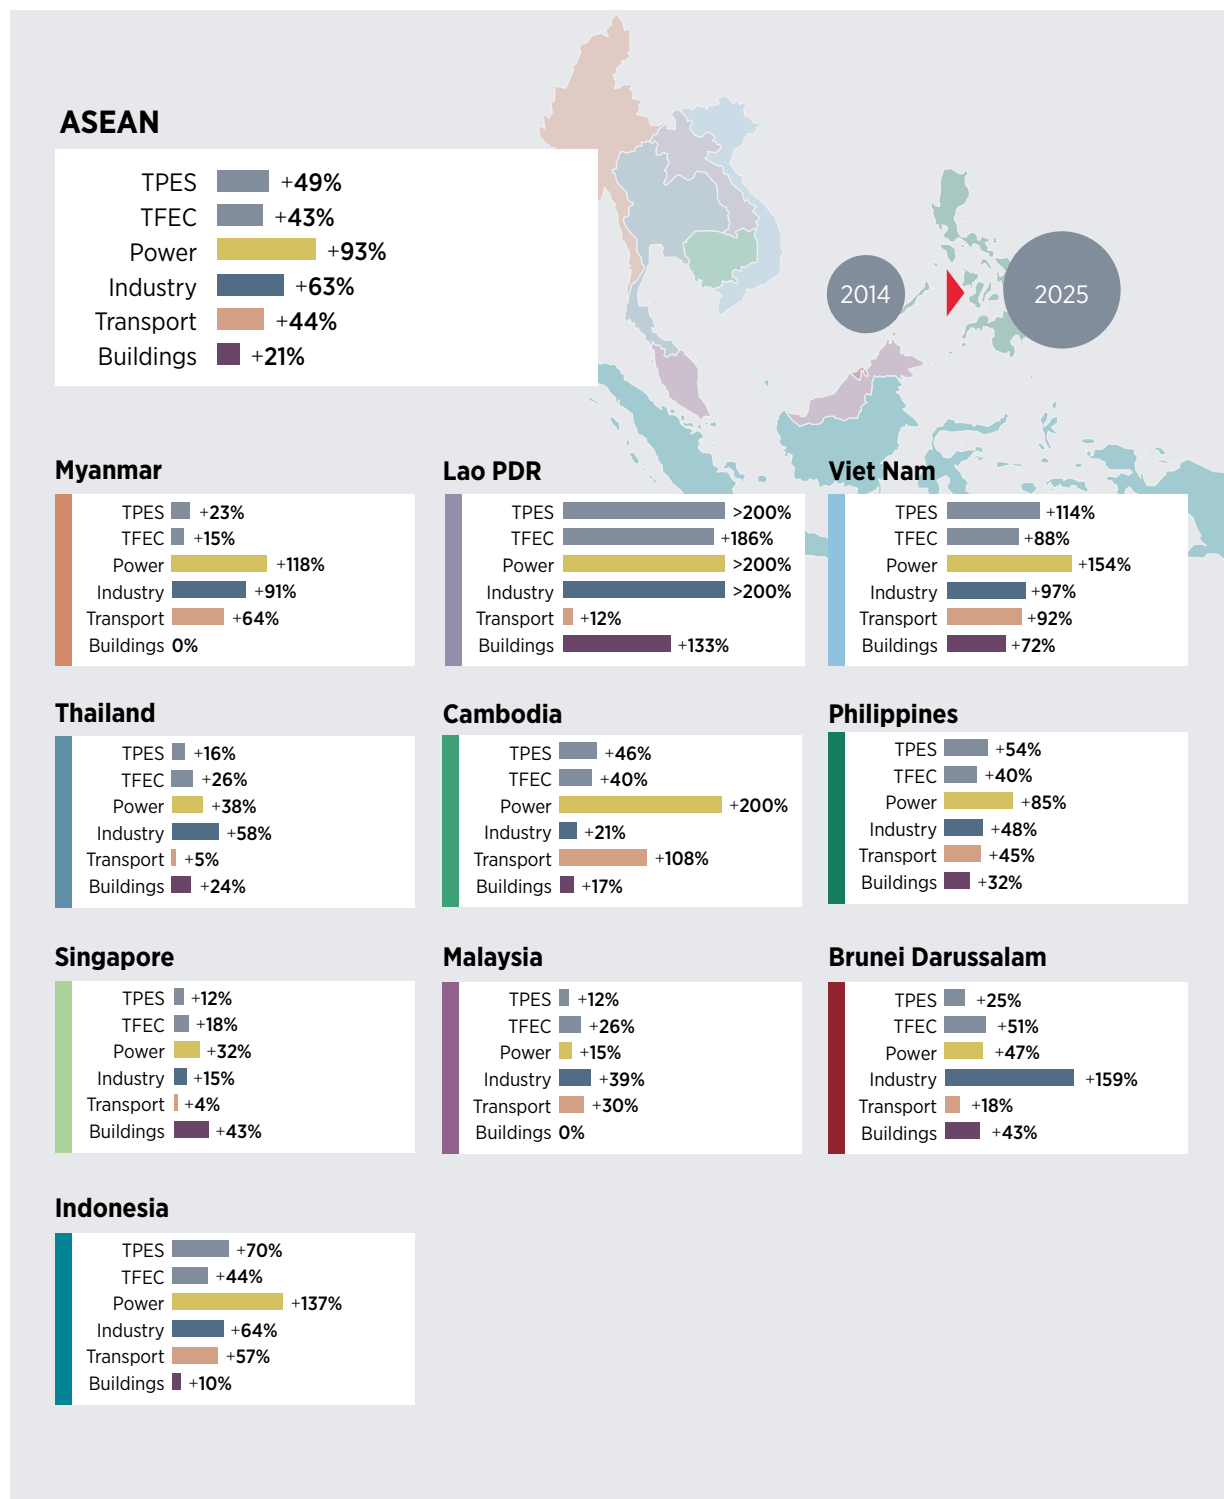 ASEAN
TPES +49%
TFEC +43%
Power +93%
Industry +63%
Transport +44%
Buildings +21%
2014
2025
Myanmar
TPES +23%
TFEC +15%
Power +118%
Industry +91%
Transport +64%
Buildings 0%
Lao PDR
TPES >200%
TFEC +186%
Power >200%
Industry >200%
Transport +12%
Buildings +133%
Viet Nam
TPES +114%
TFEC +88%
Power +154%
Industry +97%
Transport +92%
Buildings +72%
Thailand
TPES +16%
TFEC +26%
Power +38%
Industry +58%
Transport +5%
Buildings +24%
Cambodia
TPES +46%
TFEC +40%
Power +200%
Industry +21%
Transport +108%
Buildings +17%
Philippines
TPES +54%
TFEC +40%
Power +85%
Industry +48%
Transport +45%
Buildings +32%
Singapore
TPES +12%
TFEC +18%
Power +32%
Industry +15%
Transport +4%
Buildings +43%
Malaysia
TPES +12%
TFEC +26%
Power +15%
Industry +39%
Transport +30%
Buildings 0%
Brunei Darussalam
TPES +25%
TFEC +51%
Power +47%
Industry +159%
Transport +18%
Buildings +43%
Indonesia
TPES +70%
TFEC +44%
Power +137%
Industry +64%
Transport +57%
Buildings +10%